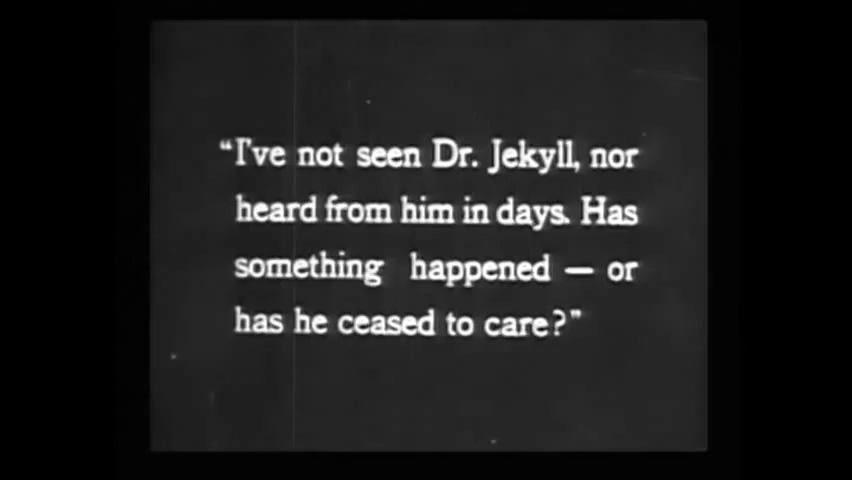 “I've not seen Dr. Jekyll, nor
heard from him in days. Has
something happened — or
has he ceased to care?”